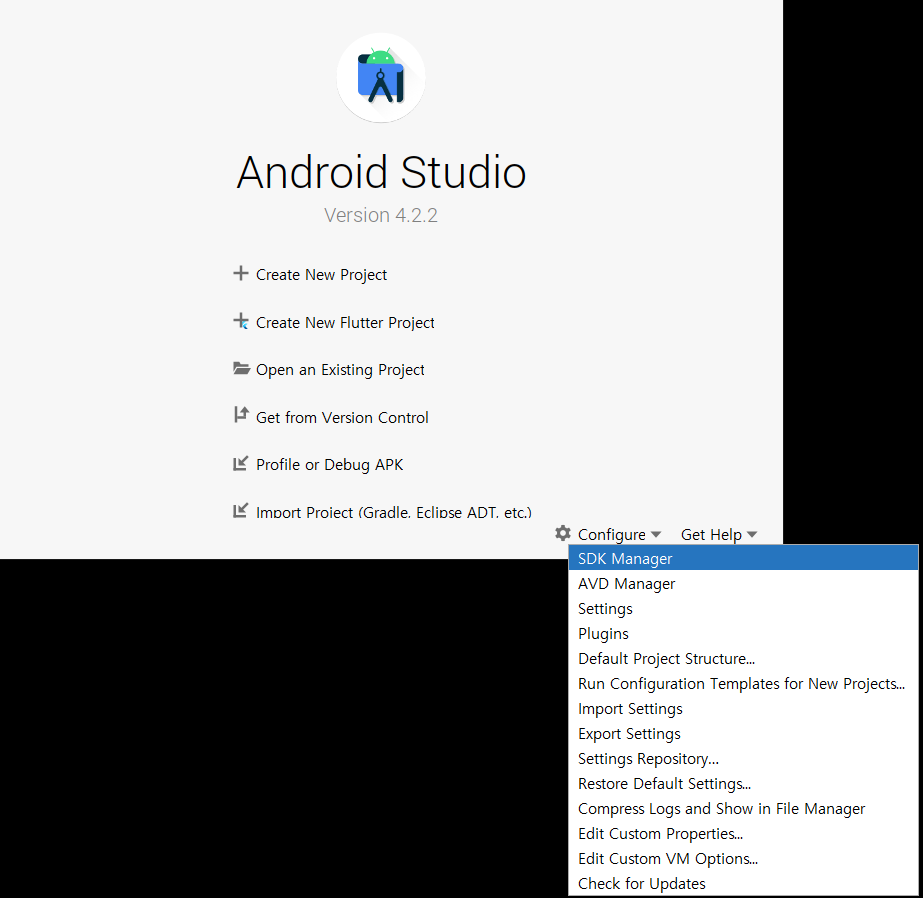 Android Studio
Version 4.2.2
Create New Project
Create New Flutter Project
Open an Existing Project
Get from Version Control
Profile or Debug APK
Import Project (Gradle, Eclipse ADT, etc.)
Configure Get Help
SDK Manager
AVD Manager
Settings
Plugins
Default Project Structure...
Run Configuration Templates for New Projects...
Import Settings
Export Settings
Settings Repository...
Restore Default Settings...
Compress Logs and Show in File Manager
Edit Custom Properties...
Edit Custom VM Options...
Check for Updates